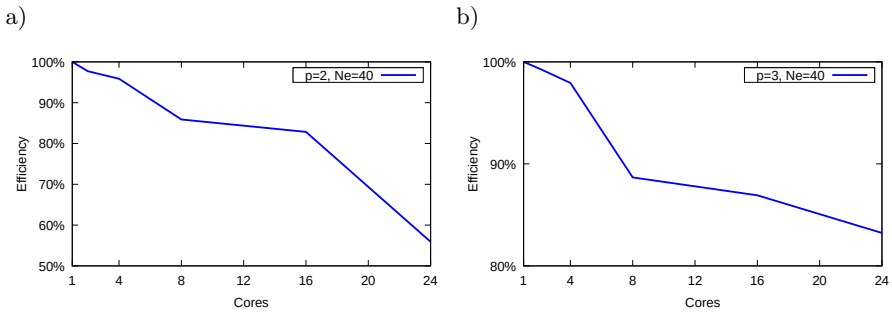 a)
100%
90%
80%
70%
60%
50%
Efficiency
p=2, Ne=40
1 4 8 12 16 20 24
Cores
b)
100%
90%
80%
Efficiency
p=3, Ne=40
1 4 8 12 16 20 24
Cores